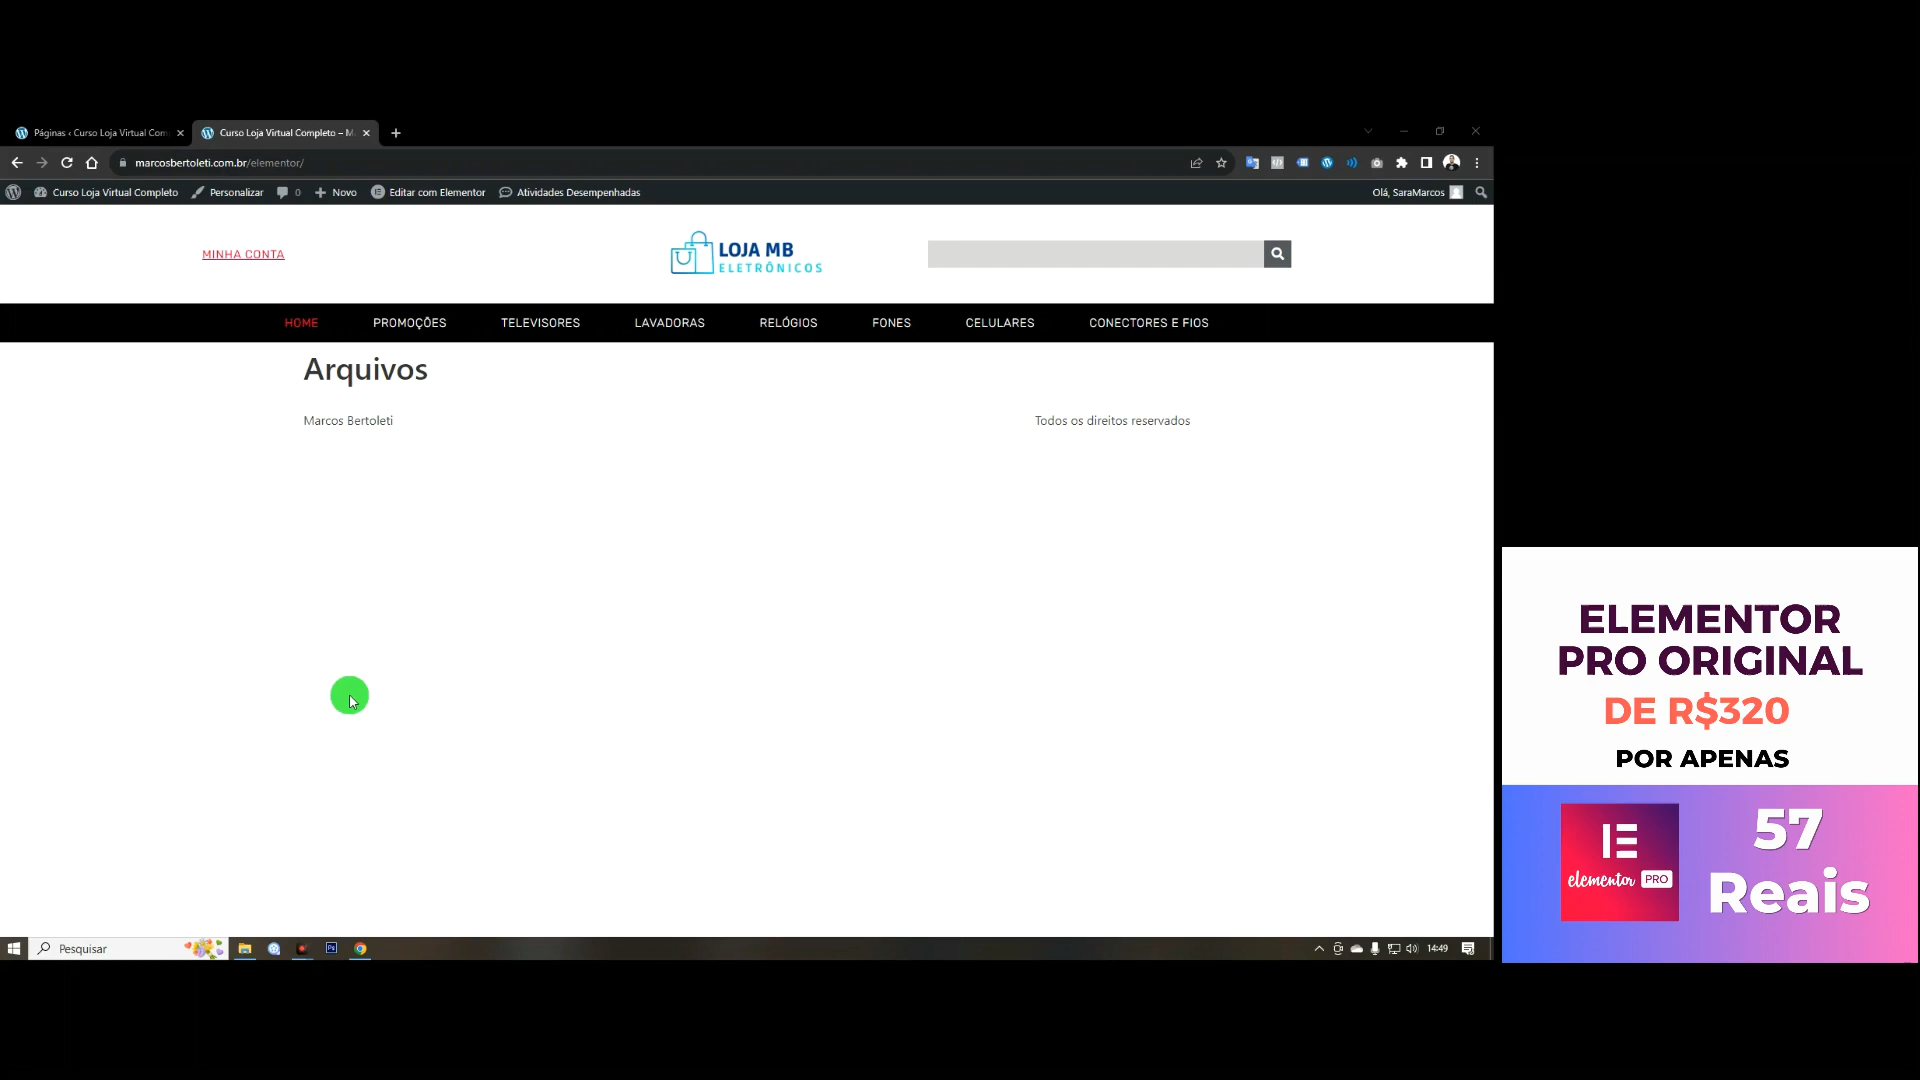 Páginas ‹ Curso Loja Virtual Com
Curso Loja Virtual Completo – M
marcosbertoleti.com.br/elementor/
Curso Loja Virtual Completo
Personalizar
0
Novo
Editar com Elementor
Atividades Desempenhadas
Olá, SaraMarcos
MINHA CONTA
LOJA MB
ELETRÔNICOS
HOME
PROMOÇÕES
TELEVISORES
LAVADORAS
RELÓGIOS
FONES
CELULARES
CONECTORES E FIOS
Arquivos
Marcos Bertoleti
Todos os direitos reservados
ELEMENTOR
PRO ORIGINAL
DE R$320
POR APENAS
elementor PRO
57
Reais
Pesquisar
Ps
14:49